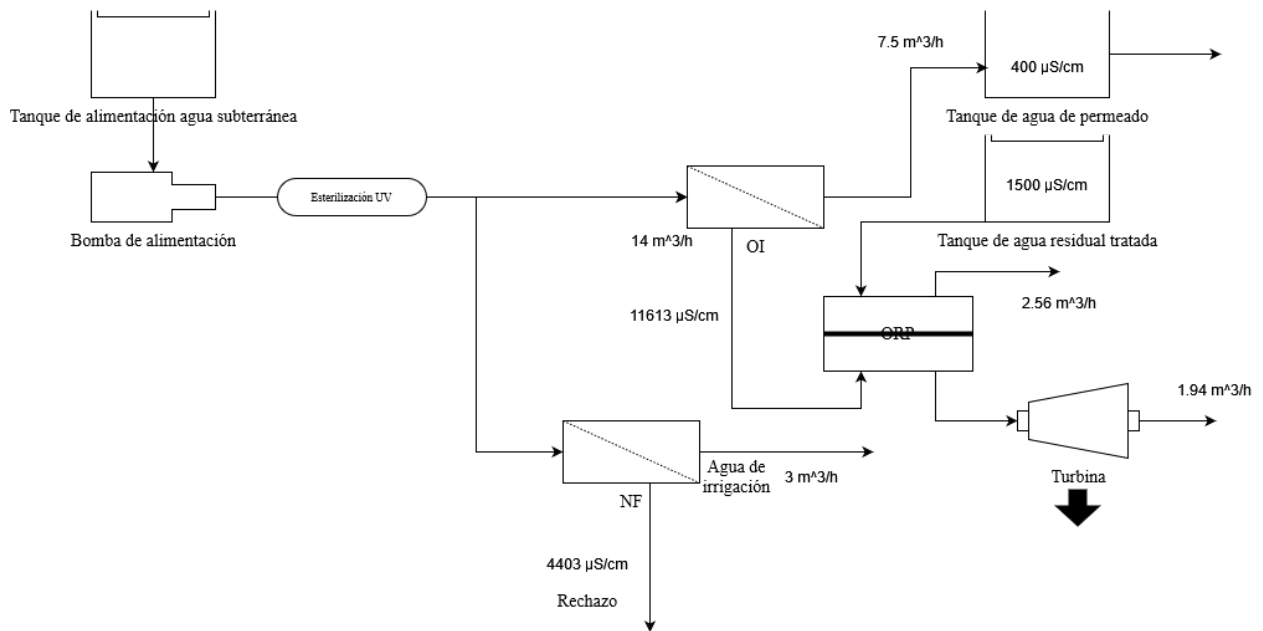 7.5 m^3/h
400 µS/cm
Tanque de alimentación agua subterránea
Tanque de agua de permeado
1500 µS/cm
Esterilización UV
Bomba de alimentación
14 m^3/h
OI
Tanque de agua residual tratada
11613 µS/cm
2.56 m^3/h
ORP
1.94 m^3/h
Agua de
irrigación
3 m^3/h
Turbina
NF
4403 µS/cm
Rechazo